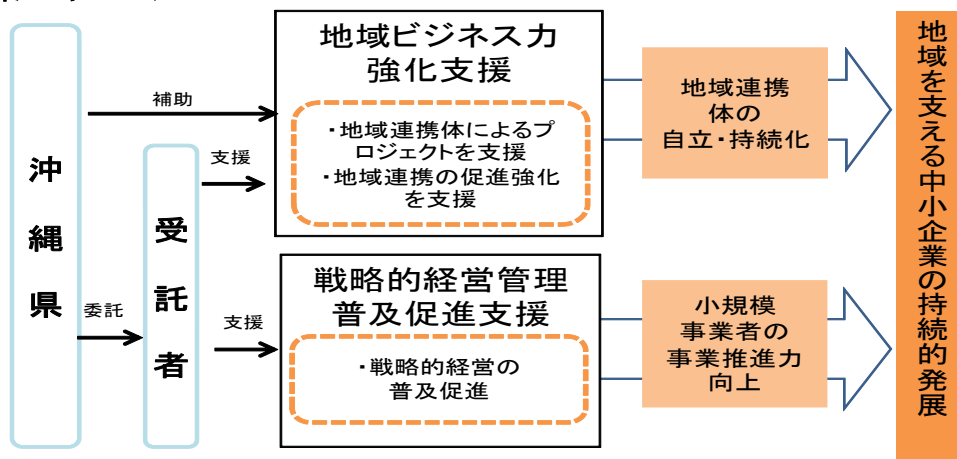 沖縄県
補助
委託
受託者
支援
支援
地域ビジネス力
強化支援
・地域連携体によるプ
ロジェクトを支援
・地域連携の促進強化
を支援
戦略的経営管理
普及促進支援
・戦略的経営の
普及促進
地域連携
体の
自立・持続化
小規模
事業者の
事業推進力
向上
地域を支える中小企業の持続的発展